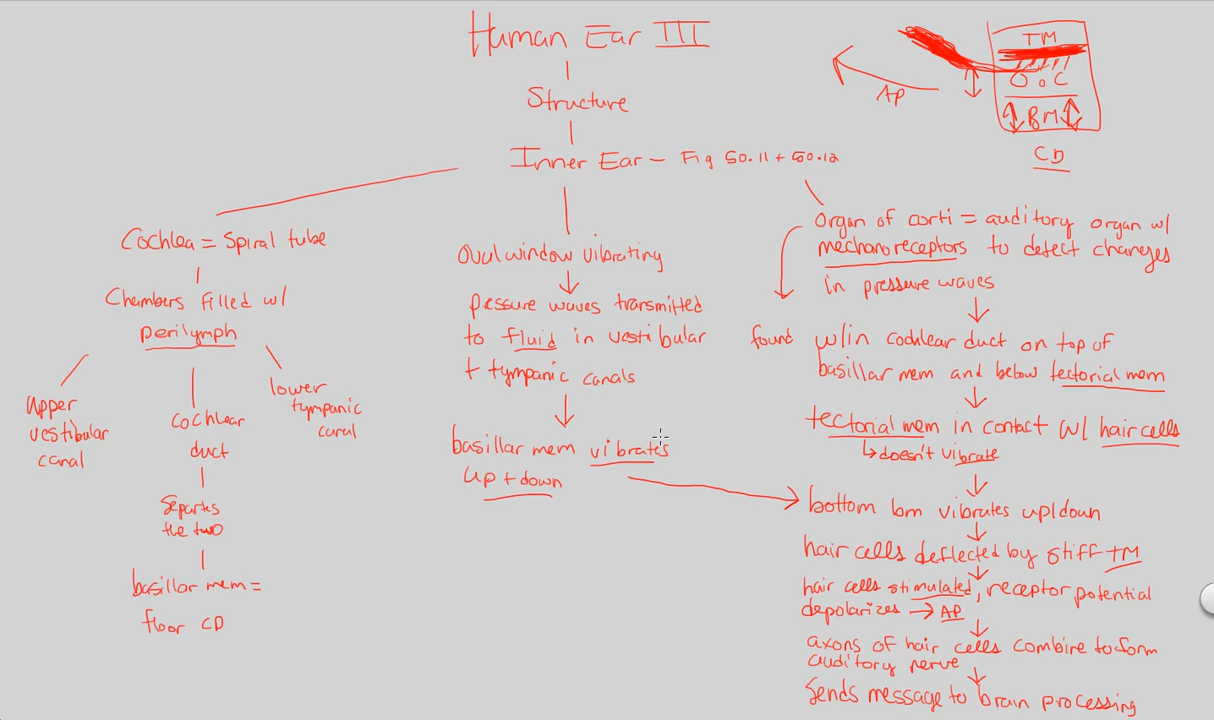 Human Ear III
Structure
Inner Ear - Fig 50.11 + 50.12
TM
O o C
BM
CD
AP
Cochlea = Spiral tube
Chambers filled w/
perilymph
upper
vestibular
canal
cochlear
duct
lower
tympanic
canal
Separtes
the two
basillar mem =
floor CD
Oval window vibrating
pressure waves transmitted
to fluid in vestibular
+ tympanic canals
basillar mem vibrates
up + down
organ of corti = auditory organ w/
mechanoreceptors to detect changes
in pressure waves
found w/in cochlear duct on top of
basillar mem and below tectorial mem
tectorial mem in contact w/ hair cells
↳ doesn't vibrate
bottom bm vibrates up/down
hair cells deflected by stiff TM
hair cells stimulated, receptor potential
depolarizes → AP
axons of hair cells combine to form
auditory nerve
Sends message to brain processing